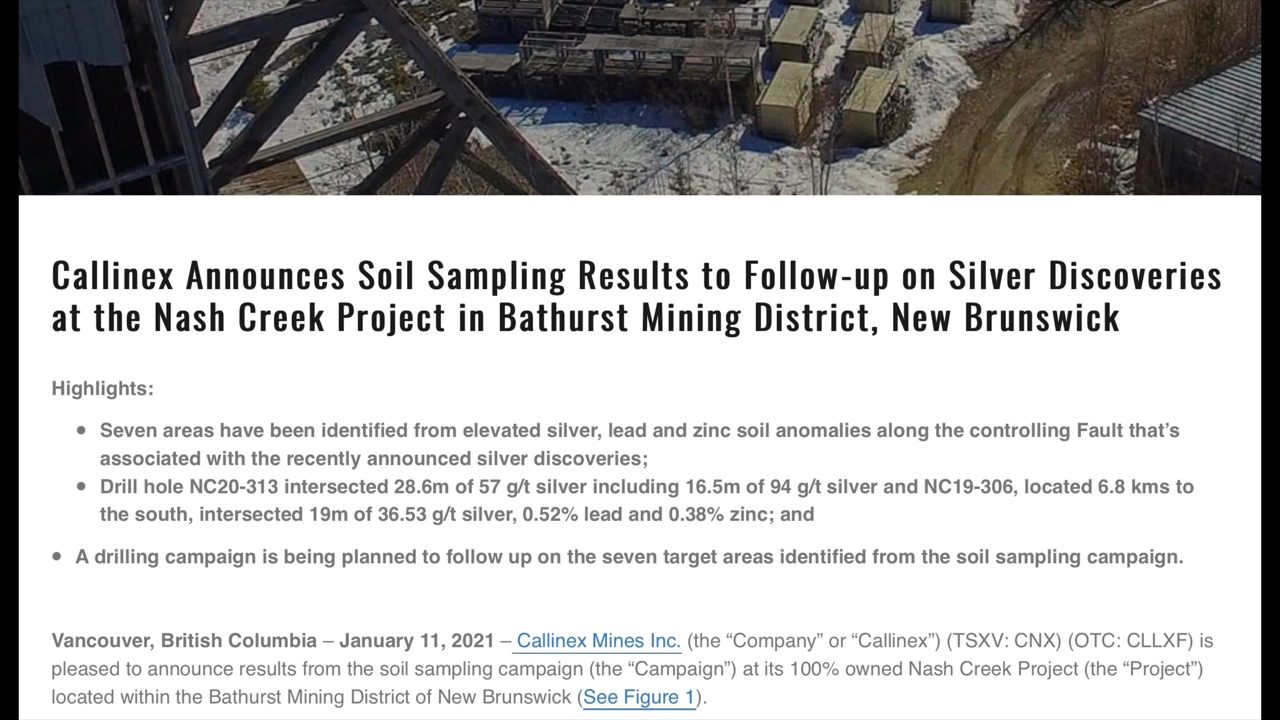 Callinex Announces Soil Sampling Results to Follow-up on Silver Discoveries
at the Nash Creek Project in Bathurst Mining District, New Brunswick
Highlights:
• Seven areas have been identified from elevated silver, lead and zinc soil anomalies along the controlling Fault that’s
associated with the recently announced silver discoveries;
• Drill hole NC20-313 intersected 28.6m of 57 g/t silver including 16.5m of 94 g/t silver and NC19-306, located 6.8 kms to
the south, intersected 19m of 36.53 g/t silver, 0.52% lead and 0.38% zinc; and
• A drilling campaign is being planned to follow up on the seven target areas identified from the soil sampling campaign.
Vancouver, British Columbia – January 11, 2021 – Callinex Mines Inc. (the “Company” or “Callinex”) (TSXV: CNX) (OTC: CLLXF) is
pleased to announce results from the soil sampling campaign (the “Campaign”) at its 100% owned Nash Creek Project (the “Project”)
located within the Bathurst Mining District of New Brunswick (See Figure 1).